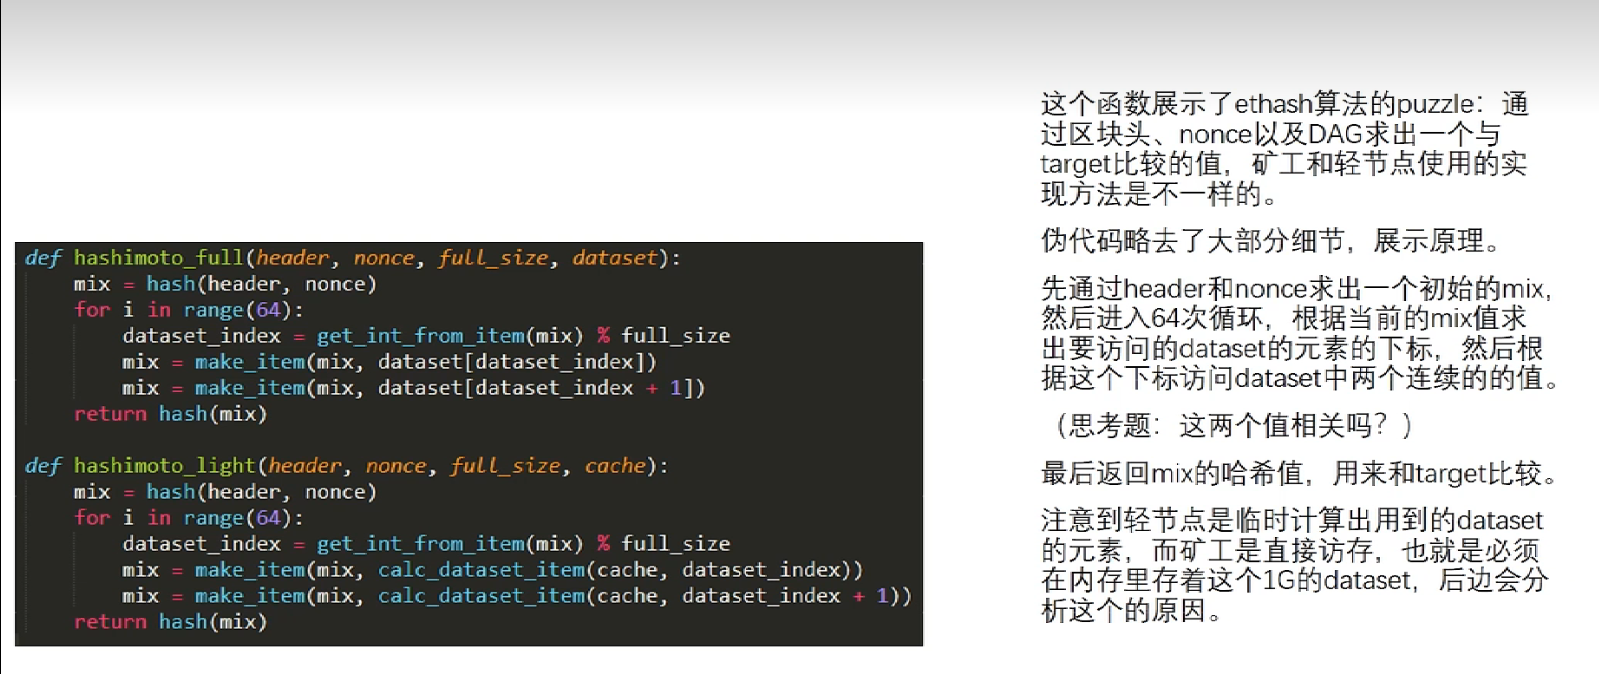 def hashimoto_full(header, nonce, full_size, dataset):
    mix = hash(header, nonce)
    for i in range(64):
        dataset_index = get_int_from_item(mix) % full_size
        mix = make_item(mix, dataset[dataset_index])
        mix = make_item(mix, dataset[dataset_index + 1])
    return hash(mix)
def hashimoto_light(header, nonce, full_size, cache):
    mix = hash(header, nonce)
    for i in range(64):
        dataset_index = get_int_from_item(mix) % full_size
        mix = make_item(mix, calc_dataset_item(cache, dataset_index))
        mix = make_item(mix, calc_dataset_item(cache, dataset_index + 1))
    return hash(mix)
这个函数展示了ethash算法的puzzle：通
过区块头、nonce以及DAG求出一个与
target比较的值，矿工和轻节点使用的实
现方法是不一样的。
伪代码略去了大部分细节，展示原理。
先通过header和nonce求出一个初始的mix,
然后进入64次循环，根据当前的mix值求
出要访问的dataset的元素的下标，然后根
据这个下标访问dataset中两个连续的的值。
（思考题：这两个值相关吗？）
最后返回mix的哈希值，用来和target比较。
注意到轻节点是临时计算出用到的dataset
的元素，而矿工是直接访存，也就是必须
在内存里存着这个1G的dataset，后边会分
析这个的原因。